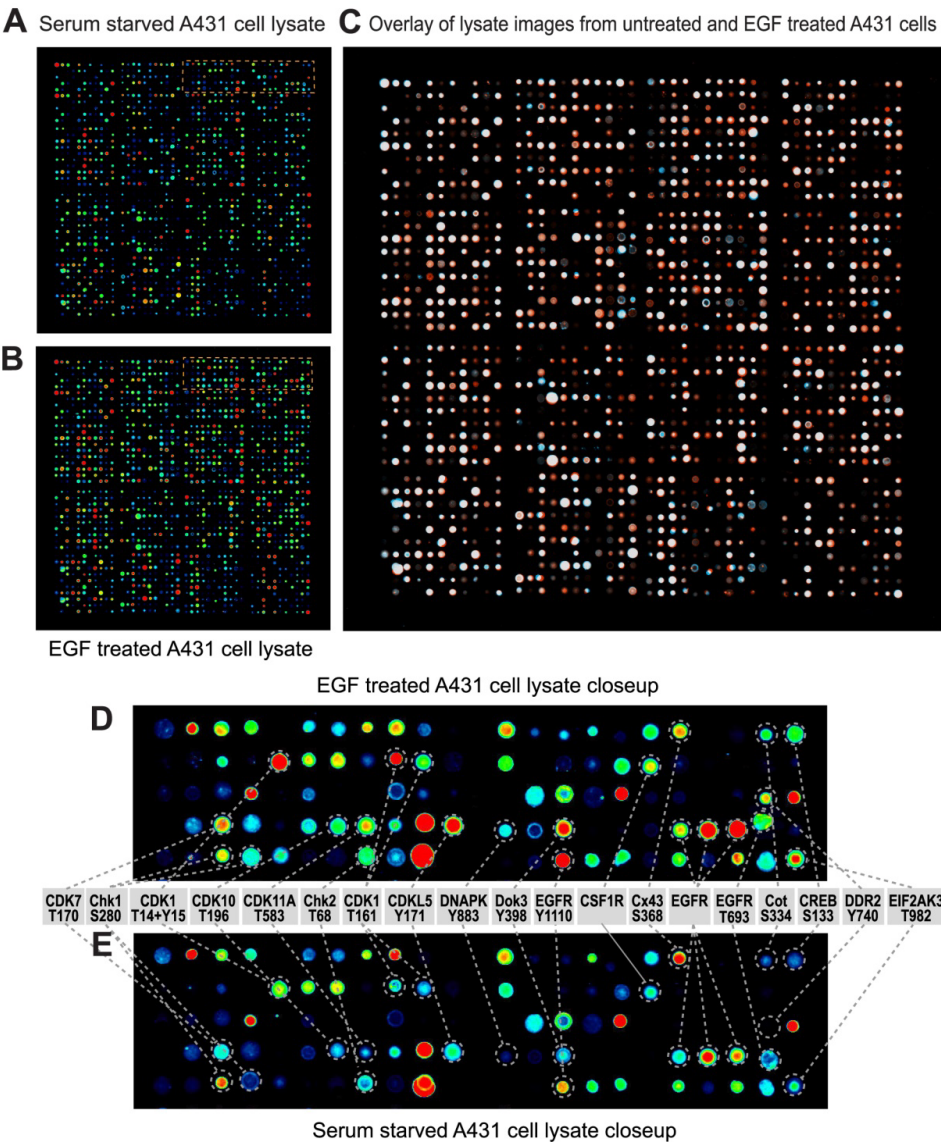 A Serum starved A431 cell lysate
C Overlay of lysate images from untreated and EGF treated A431 cells
B
EGF treated A431 cell lysate
EGF treated A431 cell lysate closeup
D
CDK7 T170
Chk1 S280
CDK1 T14+Y15
CDK10 T196
CDK11A T583
Chk2 T68
CDK1 T161
CDKL5 Y171
DNAPK Y883
Dok3 Y398
EGFR Y1110
CSF1R
Cx43 S368
EGFR
EGFR T693
Cot S334
CREB S133
DDR2 Y740
EIF2AK3 T982
E
Serum starved A431 cell lysate closeup